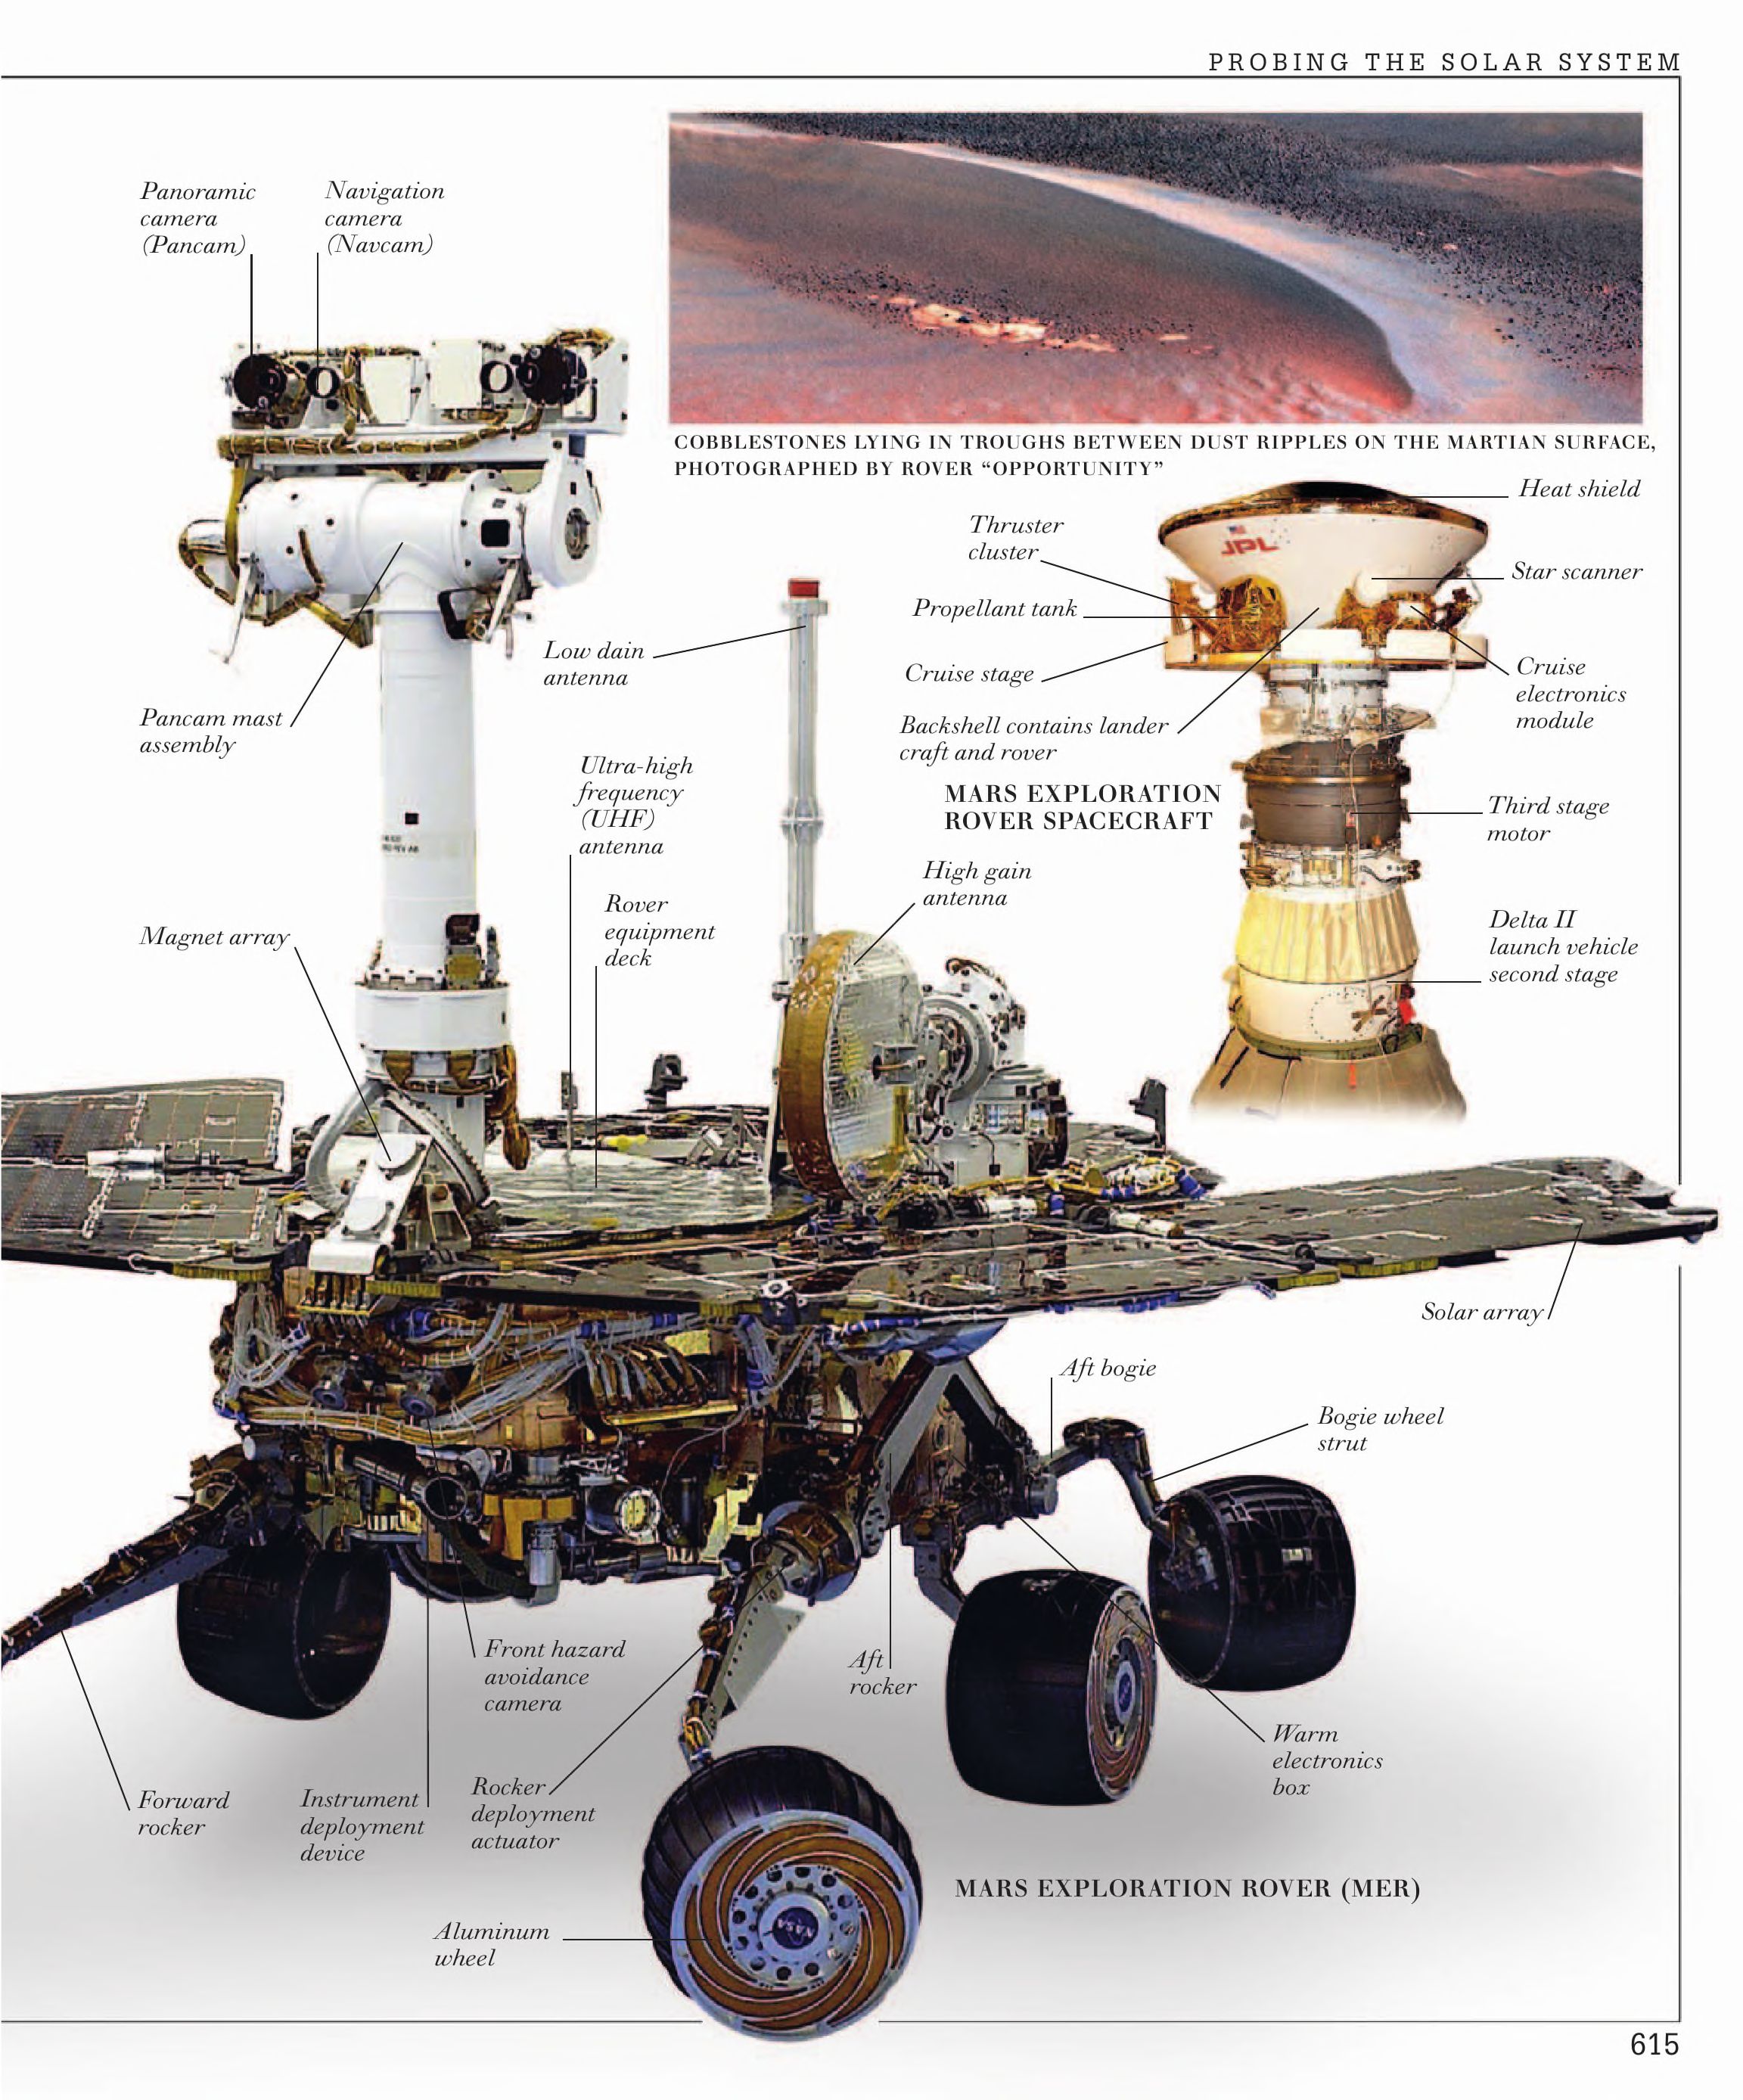 PROBING THE SOLAR SYSTEM
Panoramic
camera
(Pancam)
Navigation
camera
(Navcam)
COBBLESTONES LYING IN TROUGHS BETWEEN DUST RIPPLES ON THE MARTIAN SURFACE,
PHOTOGRAPHED BY ROVER “OPPORTUNITY”
Heat shield
Thruster
cluster
JPL
Star scanner
Propellant tank
Low dain
antenna
Cruise stage
Cruise
electronics
module
Pancam mast
assembly
Backshell contains lander
craft and rover
Ultra-high
frequency
(UHF)
antenna
MARS EXPLORATION
ROVER SPACECRAFT
Third stage
motor
High gain
antenna
Rover
equipment
deck
Magnet array
Delta II
launch vehicle
second stage
Solar array
Aft bogie
Bogie wheel
strut
Front hazard
avoidance
camera
Aft
rocker
Warm
electronics
box
Forward
rocker
Instrument
deployment
device
Rocker
deployment
actuator
MARS EXPLORATION ROVER (MER)
Aluminum
wheel
NASA
615